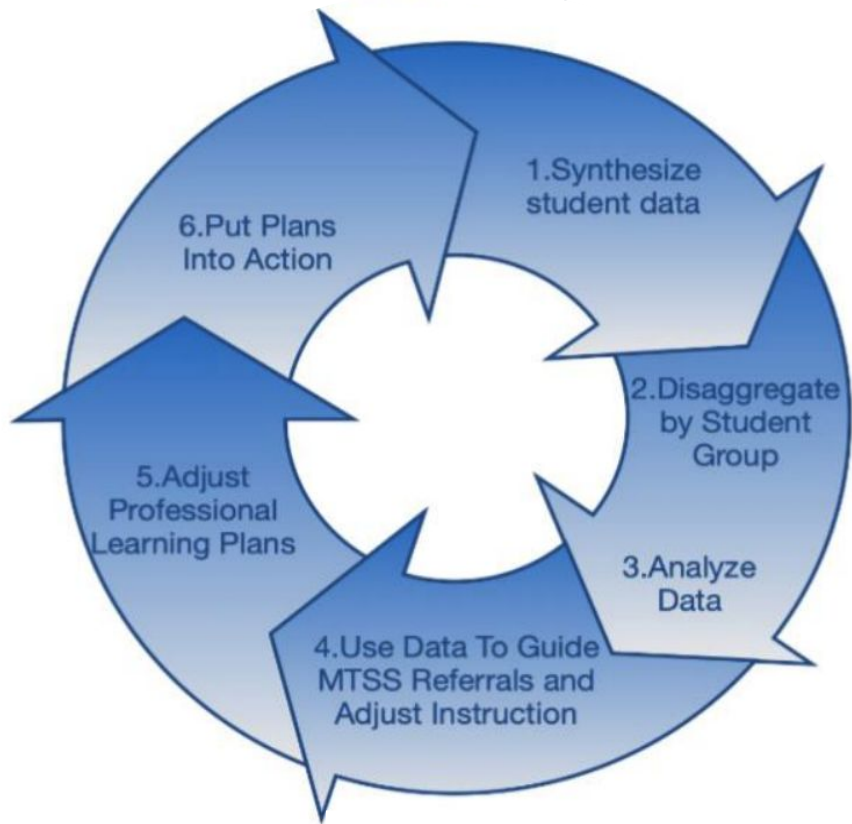 1.Synthesize
student data
2.Disaggregate
by Student
Group
3.Analyze
Data
4.Use Data To Guide
MTSS Referrals and
Adjust Instruction
5.Adjust
Professional
Learning Plans
6.Put Plans
Into Action